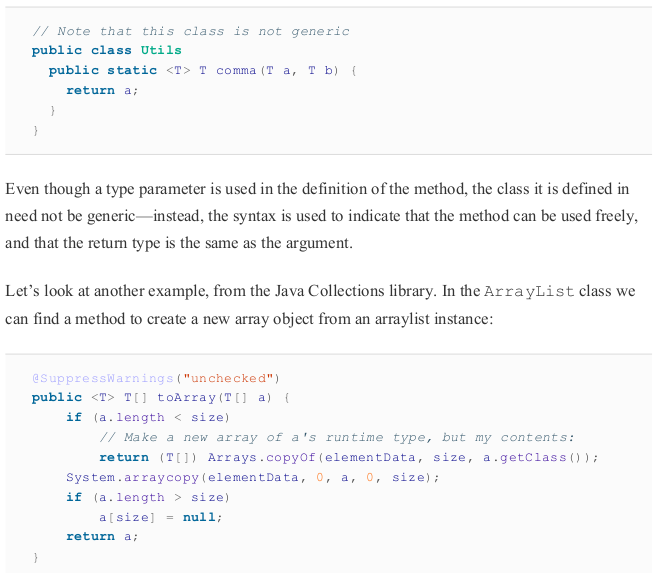 // Note that this class is not generic
public class Utils
  public static <T> T comma(T a, T b) {
    return a;
  }
}
Even though a type parameter is used in the definition of the method, the class it is defined in
need not be generic—instead, the syntax is used to indicate that the method can be used freely,
and that the return type is the same as the argument.
Let’s look at another example, from the Java Collections library. In the ArrayList class we
can find a method to create a new array object from an arraylist instance:
@SuppressWarnings("unchecked")
public <T> T[] toArray(T[] a) {
    if (a.length < size)
        // Make a new array of a's runtime type, but my contents:
        return (T[]) Arrays.copyOf(elementData, size, a.getClass());
    System.arraycopy(elementData, 0, a, 0, size);
    if (a.length > size)
        a[size] = null;
    return a;
}